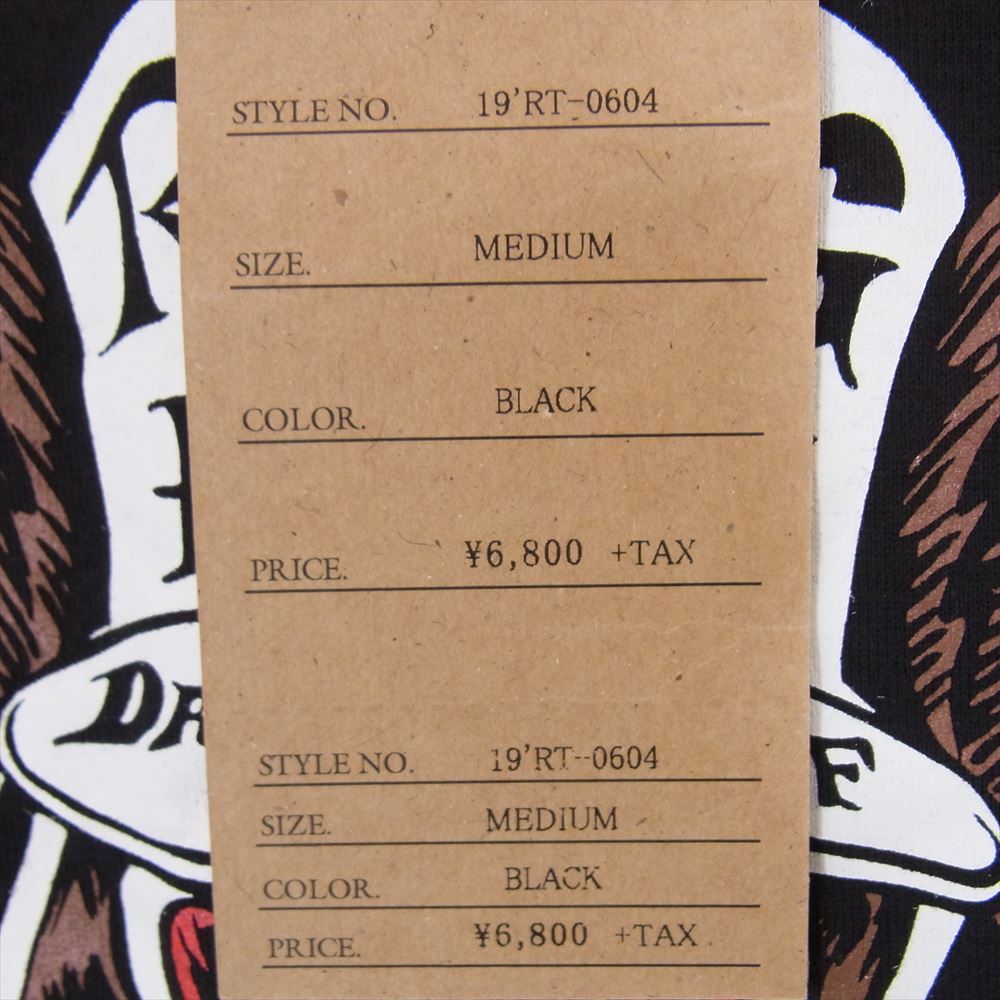 STYLE NO. 19'RT-0604
SIZE. MEDIUM
COLOR. BLACK
PRICE. ¥6,800 +TAX
STYLE NO. 19'RT-0604
SIZE. MEDIUM
COLOR. BLACK
PRICE. ¥6,800 +TAX